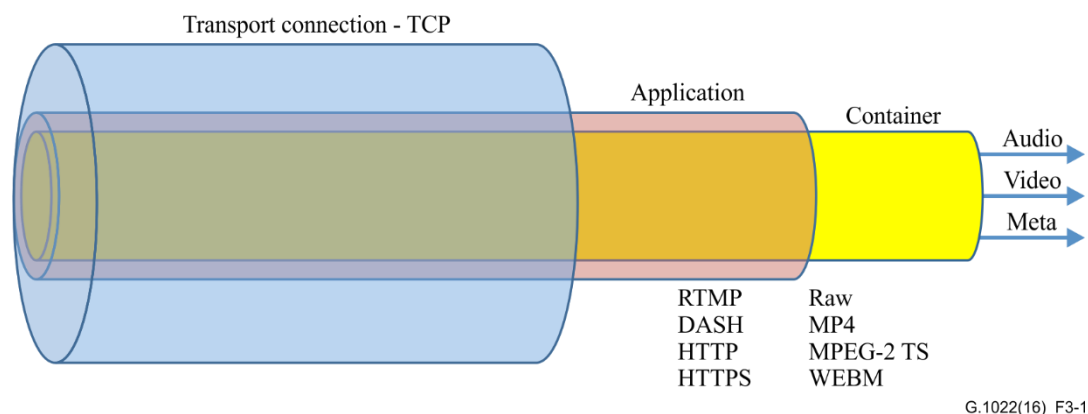 Transport connection - TCP
Application
Container
Audio
Video
Meta
RTMP Raw
DASH MP4
HTTP MPEG-2 TS
HTTPS WEBM
G.1022(16) F3-1